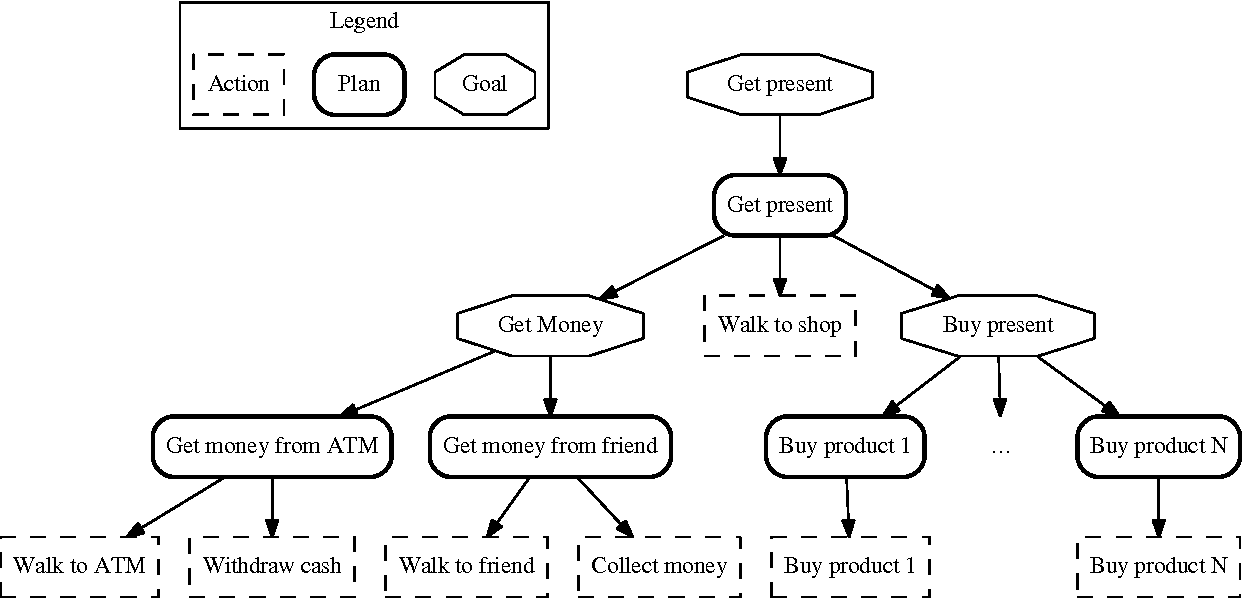 Legend
Action
Plan
Goal
Get present
Get present
Get Money
Walk to shop
Buy present
Get money from ATM
Get money from friend
Buy product 1
...
Buy product N
Walk to ATM
Withdraw cash
Walk to friend
Collect money
Buy product 1
Buy product N